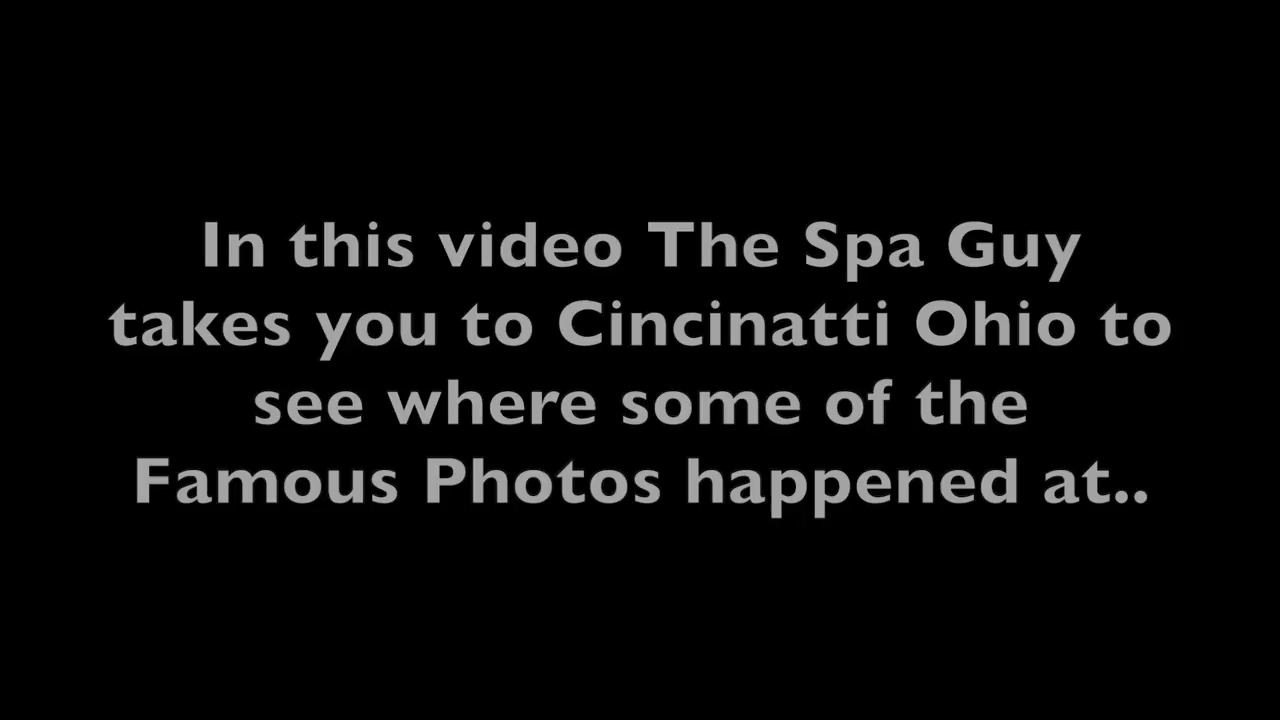 In this video The Spa Guy
takes you to Cincinatti Ohio to
see where some of the
Famous Photos happened at..